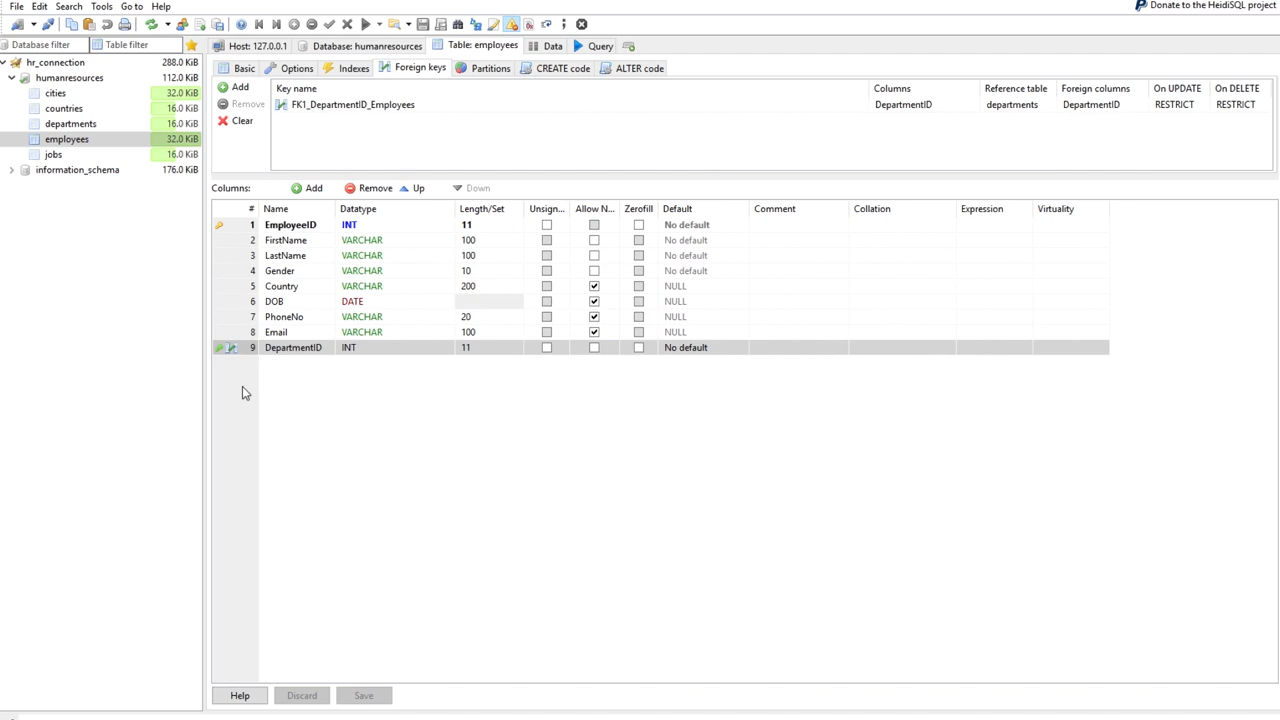 File Edit Search Tools Go to Help
Donate to the HeidiSQL project
Database filter Table filter Host: 127.0.0.1 Database: humanresources Table: employees Data Query
hr_connection 288.0 KiB
humanresources 112.0 KiB
cities 32.0 KiB
countries 16.0 KiB
departments 16.0 KiB
employees 32.0 KiB
jobs 16.0 KiB
information_schema 176.0 KiB
Basic Options Indexes Foreign keys Partitions CREATE code ALTER code
Add
Remove
Clear
Key name Columns Reference table Foreign columns On UPDATE On DELETE
FK1_DepartmentID_Employees DepartmentID departments DepartmentID RESTRICT RESTRICT
Columns: Add Remove Up Down
# Name Datatype Length/Set Unsign... Allow N... Zerofill Default Comment Collation Expression Virtuality
1 EmployeeID INT 11 No default
2 FirstName VARCHAR 100 No default
3 LastName VARCHAR 100 No default
4 Gender VARCHAR 10 No default
5 Country VARCHAR 200 NULL
6 DOB DATE NULL
7 PhoneNo VARCHAR 20 NULL
8 Email VARCHAR 100 NULL
9 DepartmentID INT 11 No default
Help Discard Save